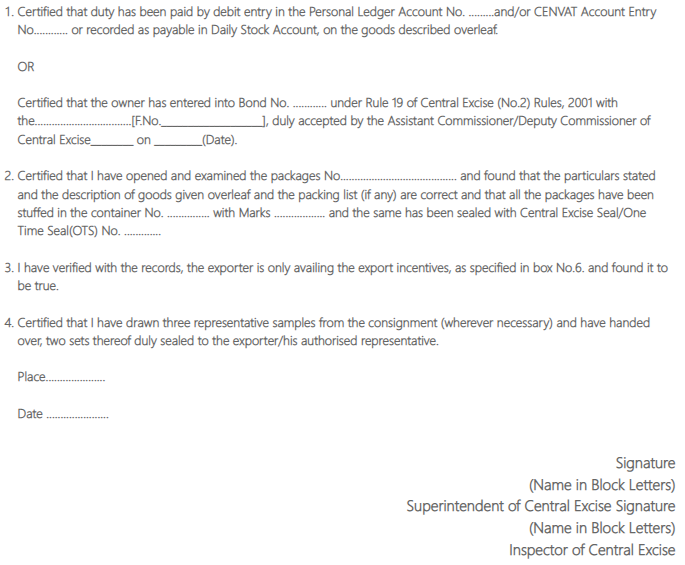 1. Certified that duty has been paid by debit entry in the Personal Ledger Account No. .........and/or CENVAT Account Entry
No............ or recorded as payable in Daily Stock Account, on the goods described overleaf.
OR
Certified that the owner has entered into Bond No. ............ under Rule 19 of Central Excise (No.2) Rules, 2001 with
the..................................[F.No.________________], duly accepted by the Assistant Commissioner/Deputy Commissioner of
Central Excise_______ on ________(Date).
2. Certified that I have opened and examined the packages No......................................... and found that the particulars stated
and the description of goods given overleaf and the packing list (if any) are correct and that all the packages have been
stuffed in the container No. ............... with Marks .................. and the same has been sealed with Central Excise Seal/One
Time Seal(OTS) No. .............
3. I have verified with the records, the exporter is only availing the export incentives, as specified in box No.6. and found it to
be true.
4. Certified that I have drawn three representative samples from the consignment (wherever necessary) and have handed
over, two sets thereof duly sealed to the exporter/his authorised representative.
Place.....................
Date ......................
Signature
(Name in Block Letters)
Superintendent of Central Excise Signature
(Name in Block Letters)
Inspector of Central Excise